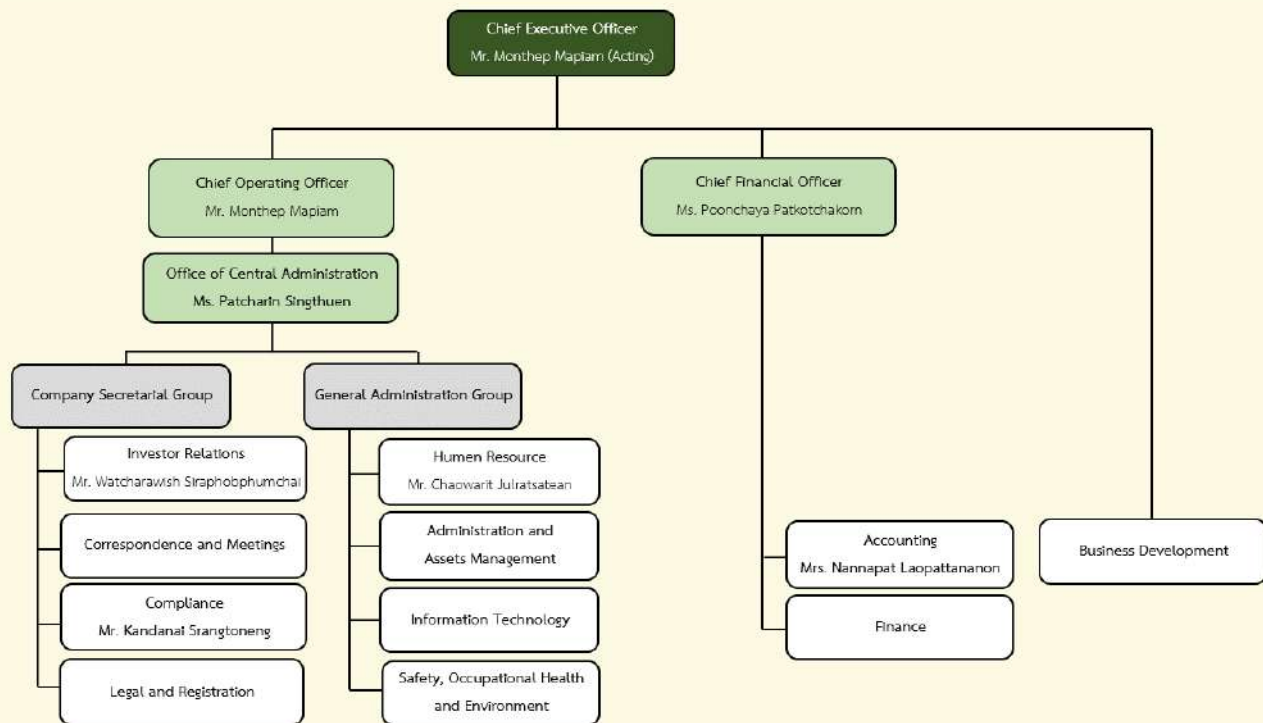 Chief Executive Officer
Mr. Monthep Mapiam (Acting)
Chief Operating Officer
Mr. Monthep Mapiam
Chief Financial Officer
Ms. Poonchaya Patkotchakorn
Office of Central Administration
Ms. Patcharin Singthuen
Company Secretarial Group
General Administration Group
Investor Relations
Mr. Watcharawish Siraphobphumchai
Human Resource
Mr. Chaowarit Julratsatean
Correspondence and Meetings
Administration and
Assets Management
Accounting
Mrs. Nannapat Laopattananon
Business Development
Compliance
Mr. Kandanai Srangtoneng
Information Technology
Finance
Legal and Registration
Safety, Occupational Health
and Environment